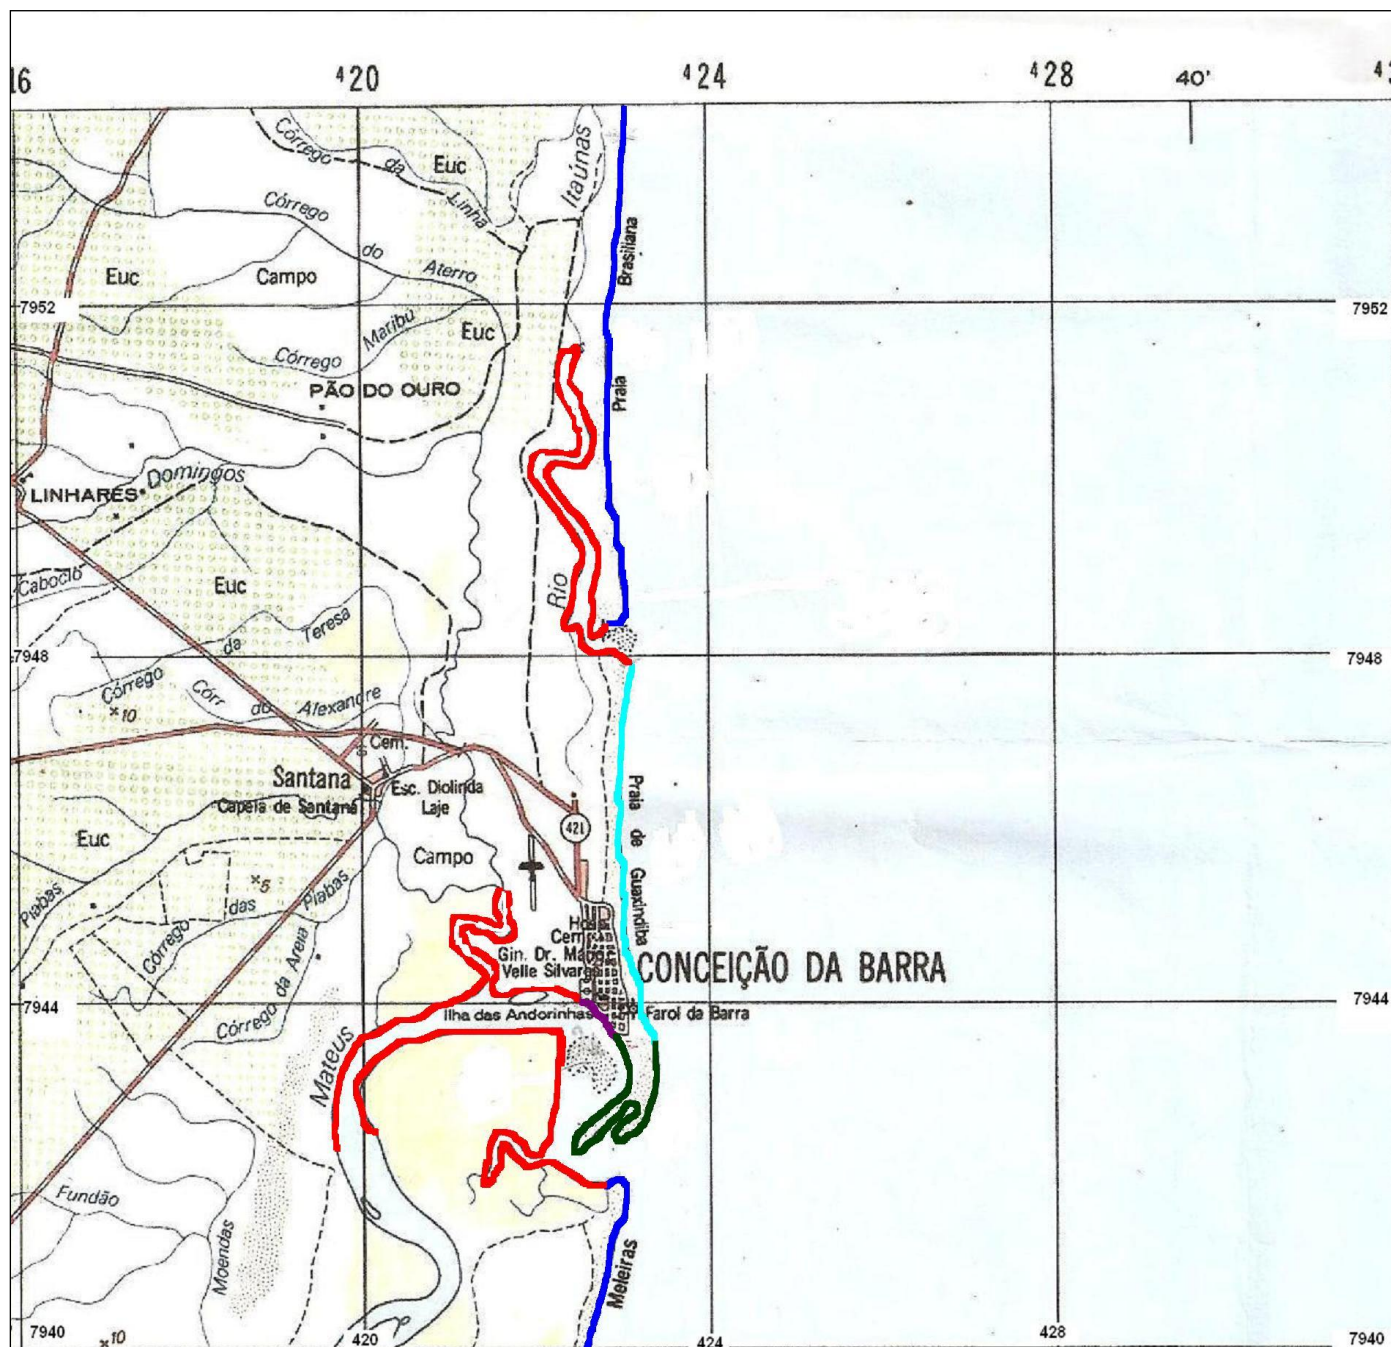 16
⁴20
⁴24
⁴28
40'
Córrego
da
Linha
Euc
Itaúnas
Córrego
do
Aterro
Brasiliana
Euc
Campo
7952
7952
Maribú
Euc
Córrego
Praia
PÃO DO OURO
Domingos
LINHARES
Euc
Caboclo
Rio
Teresa
da
7948
7948
Córrego
Córr
do
Alexandre
×10
Cem.
Santana
Esc. Diolinda
Laje
Capela de Santana
Praia de Guaxindiba
421
Euc
Campo
×5
Piabas
das
Piabas
Córrego
Córrego da Areia
Cem
Gin. Dr. Mário
Velle Silvares
CONCEIÇÃO DA BARRA
7944
7944
Ilha das Andorinhas
Farol da Barra
Mateus
Fundão
Moendas
Meleiras
7940
×10
420
424
428
7940